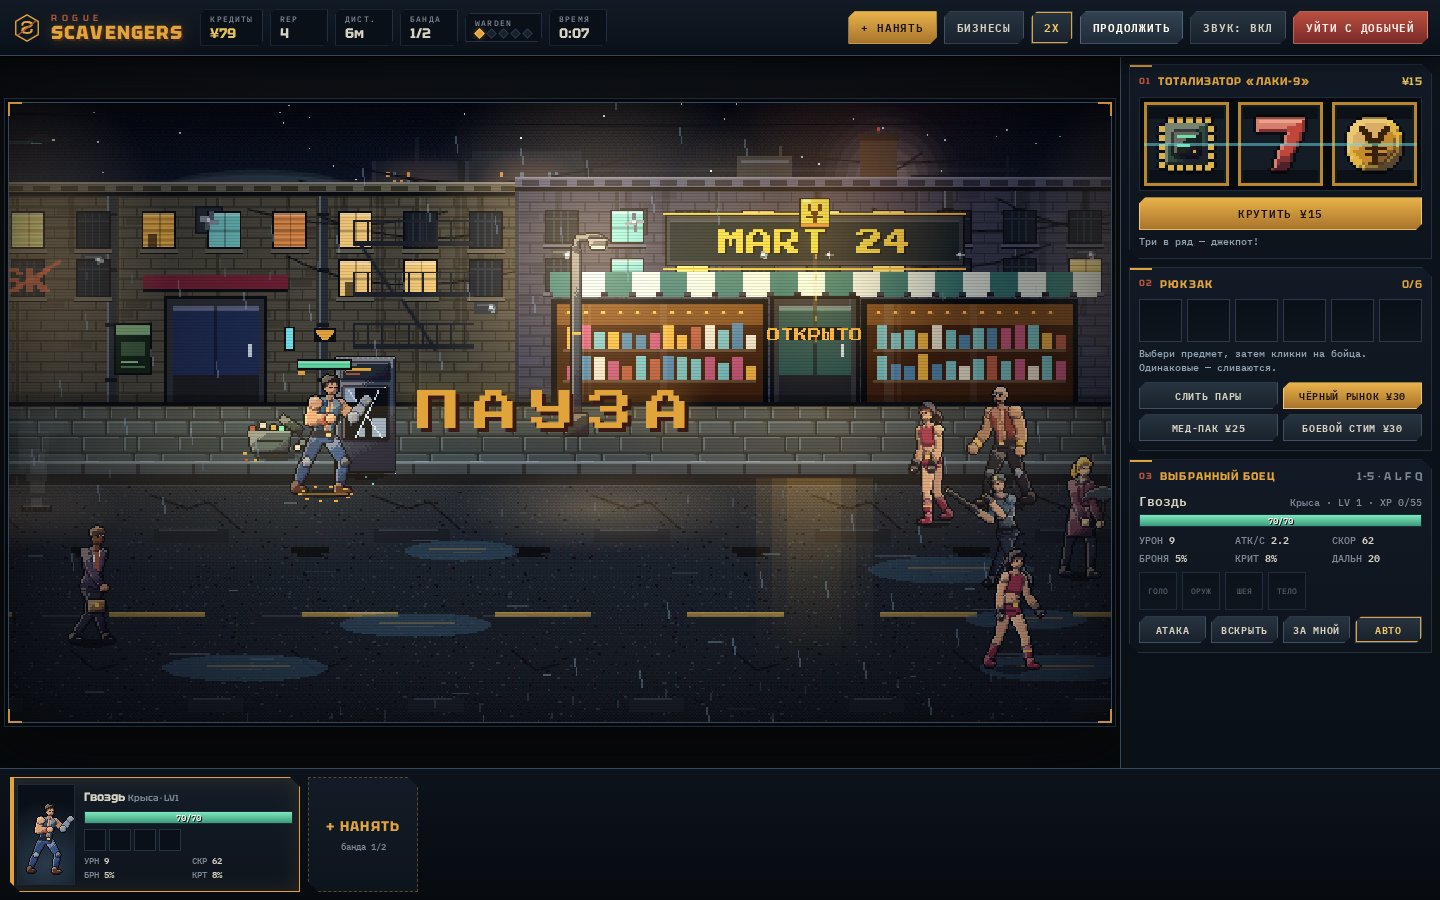 ROGUE
SCAVENGERS
КРЕДИТЫ
¥79
REP
4
ДИСТ.
6м
БАНДА
1/2
WARDEN
ВРЕМЯ
0:07
+ НАНЯТЬ
БИЗНЕСЫ
2X
ПРОДОЛЖИТЬ
ЗВУК: ВКЛ
УЙТИ С ДОБЫЧЕЙ
SK
MART 24
ОТКРЫТО
ПАУЗА
01 ТОТАЛИЗАТОР «ЛАКИ-9» ¥15
7 ¥
КРУТИТЬ ¥15
Три в ряд — джекпот!
02 РЮКЗАК 0/6
Выбери предмет, затем кликни на бойца.
Одинаковые — сливаются.
СЛИТЬ ПАРЫ
ЧЁРНЫЙ РЫНОК ¥30
МЕД-ПАК ¥25
БОЕВОЙ СТИМ ¥30
03 ВЫБРАННЫЙ БОЕЦ 1-5·ALFQ
Гвоздь Крыса · LV 1 · XP 0/55
70/70
УРОН 9 АТК/С 2.2 СКОР 62
БРОНЯ 5% КРИТ 8% ДАЛЬН 20
ГОЛО ОРУЖ ШЕЯ ТЕЛО
АТАКА ВСКРЫТЬ ЗА МНОЙ АВТО
Гвоздь Крыса·LV1
70/70
УРН 9 СКР 62
БРН 5% КРТ 8%
+ НАНЯТЬ
банда 1/2